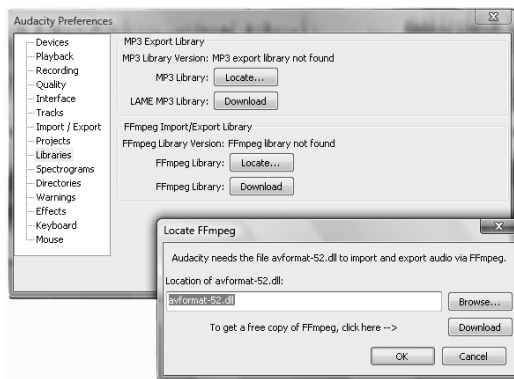 Audacity Preferences
Devices
Playback
Recording
Quality
Interface
Tracks
Import / Export
Projects
Libraries
Spectrograms
Directories
Warnings
Effects
Keyboard
Mouse
MP3 Export Library
MP3 Library Version: MP3 export library not found
MP3 Library: Locate...
LAME MP3 Library: Download
FFmpeg Import/Export Library
FFmpeg Library Version: FFmpeg library not found
FFmpeg Library: Locate...
FFmpeg Library: Download
Locate FFmpeg
Audacity needs the file avformat-52.dll to import and export audio via FFmpeg.
Location of avformat-52.dll:
avformat-52.dll Browse...
To get a free copy of FFmpeg, click here --> Download
OK Cancel